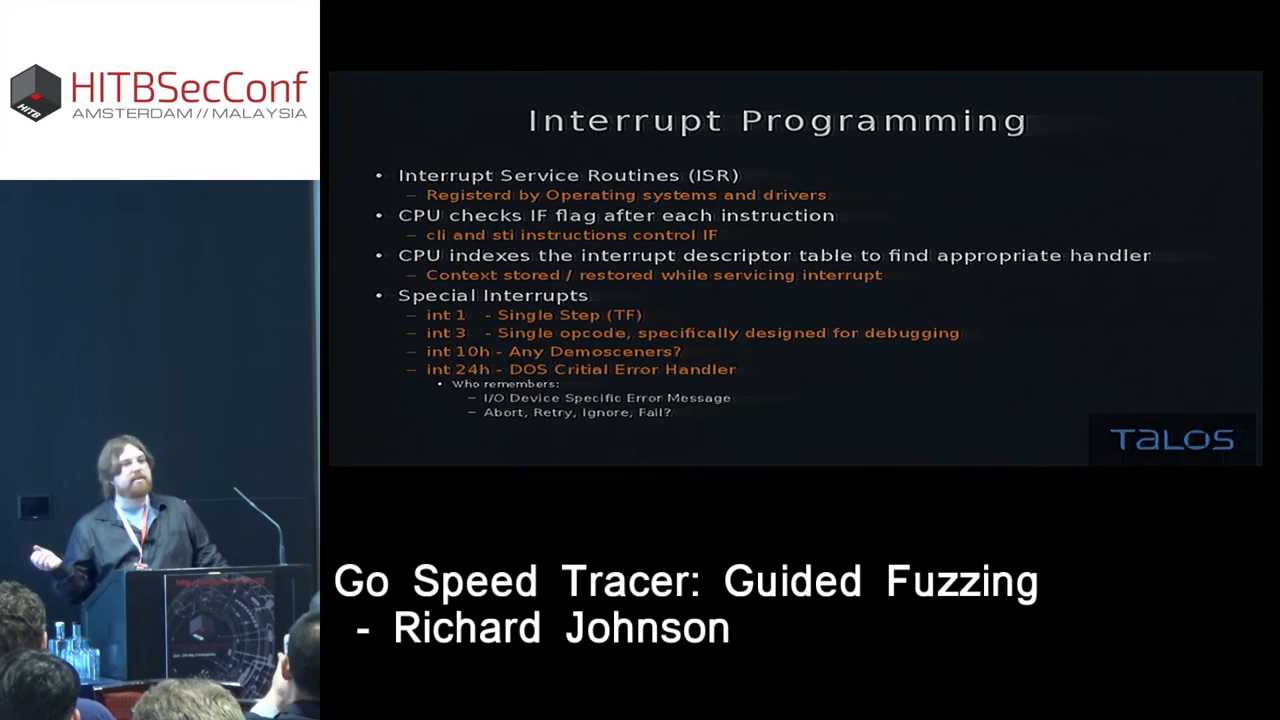 HITBSecConf
AMSTERDAM // MALAYSIA
HITB
Interrupt Programming
• Interrupt Service Routines (ISR)
– Registerd by Operating systems and drivers
• CPU checks IF flag after each instruction
– cli and sti instructions control IF
• CPU indexes the interrupt descriptor table to find appropriate handler
– Context stored / restored while servicing interrupt
• Special Interrupts
– int 1 - Single Step (TF)
– int 3 - Single opcode, specifically designed for debugging
– int 10h - Any Demosceners?
– int 24h - DOS Critial Error Handler
• Who remembers:
– I/O Device Specific Error Message
– Abort, Retry, Ignore, Fail?
TALOS
Go Speed Tracer: Guided Fuzzing
- Richard Johnson